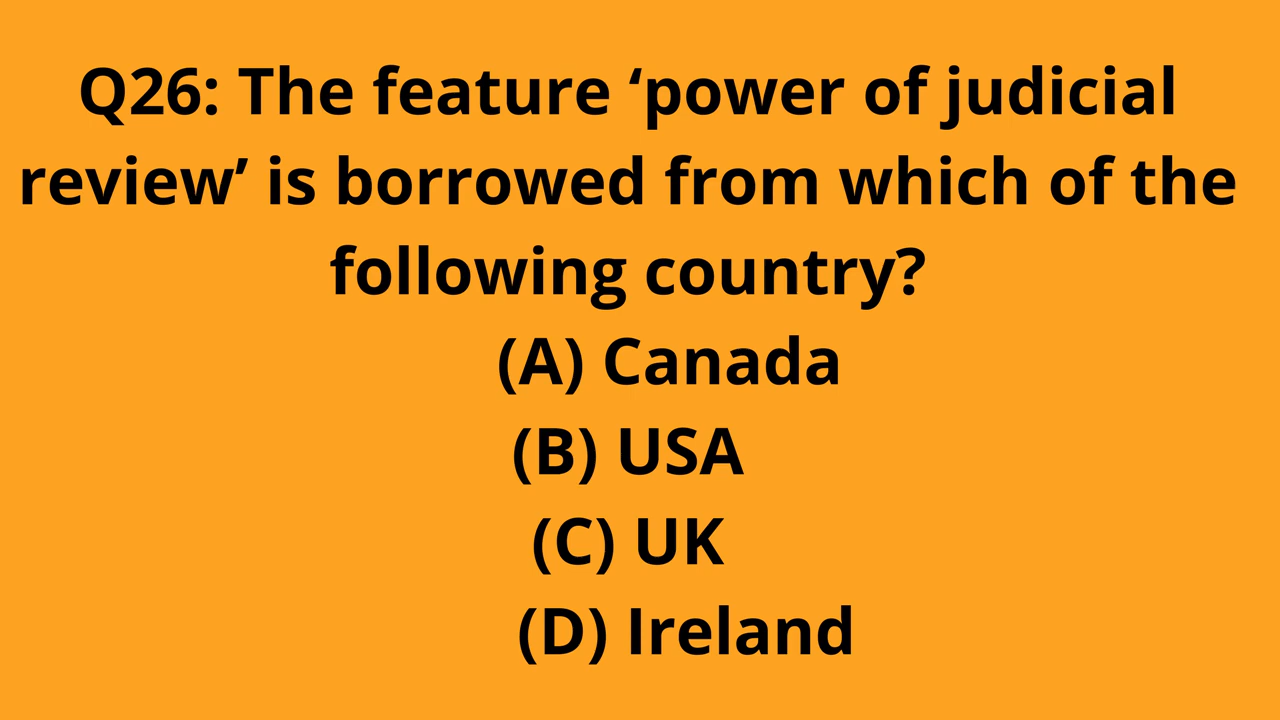 Q26: The feature ‘power of judicial
review’ is borrowed from which of the
following country?
(A) Canada
(B) USA
(C) UK
(D) Ireland